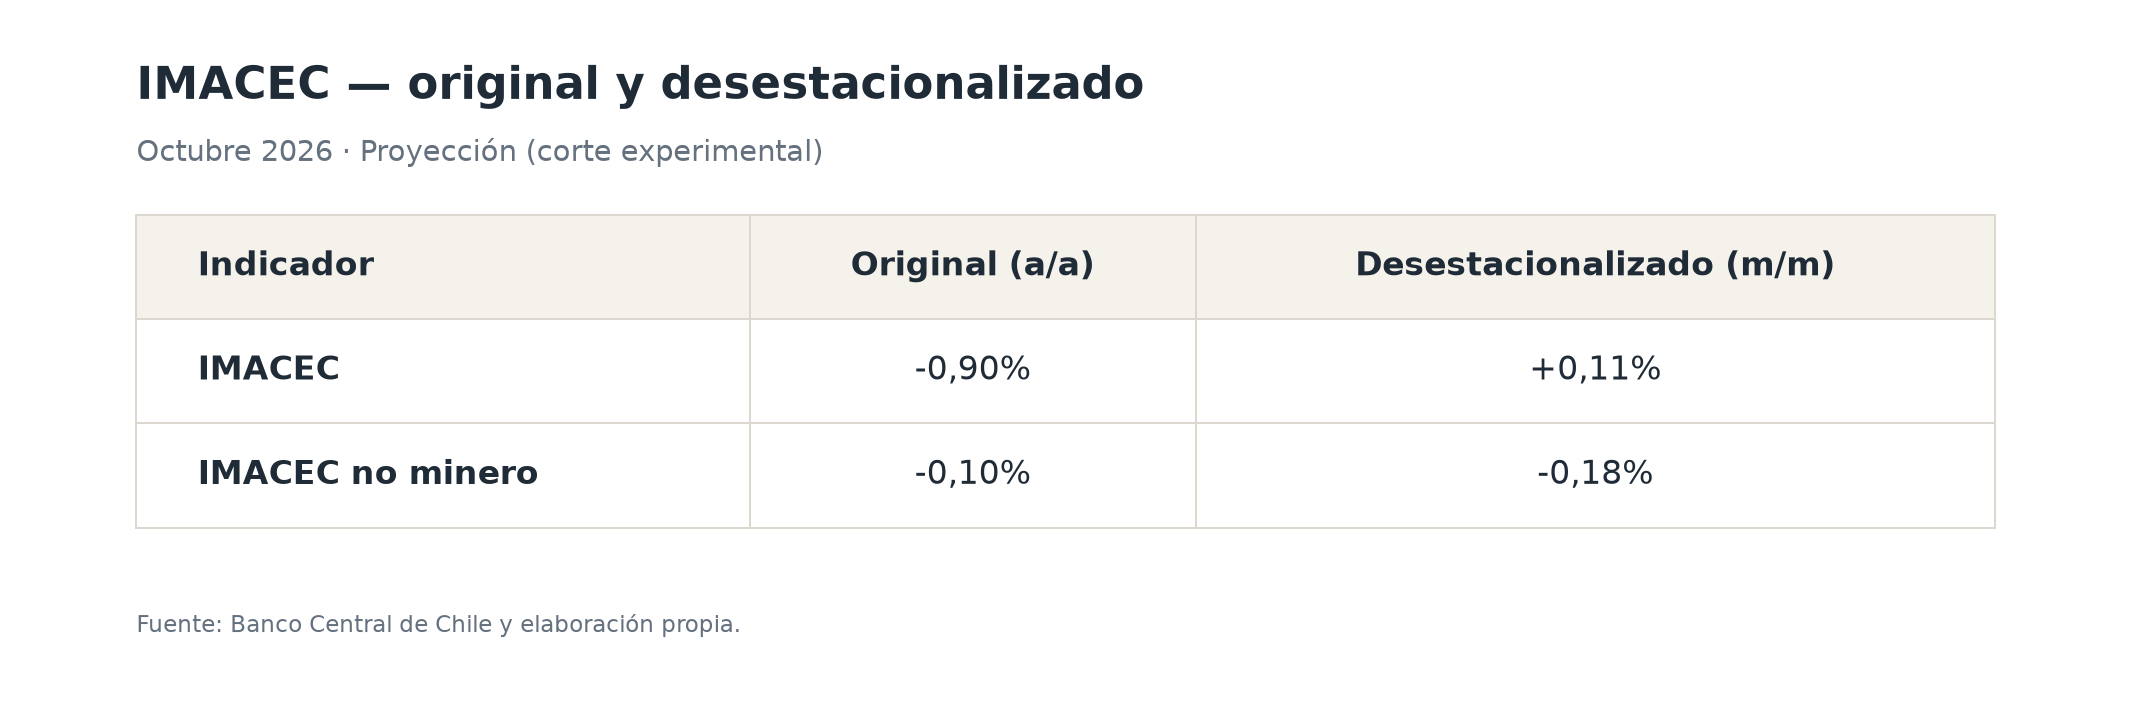 IMACEC — original y desestacionalizado
Octubre 2026 · Proyección (corte experimental)
Indicador Original (a/a) Desestacionalizado (m/m)
IMACEC -0,90% +0,11%
IMACEC no minero -0,10% -0,18%
Fuente: Banco Central de Chile y elaboración propia.